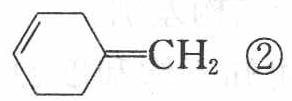 =CH₂ ②